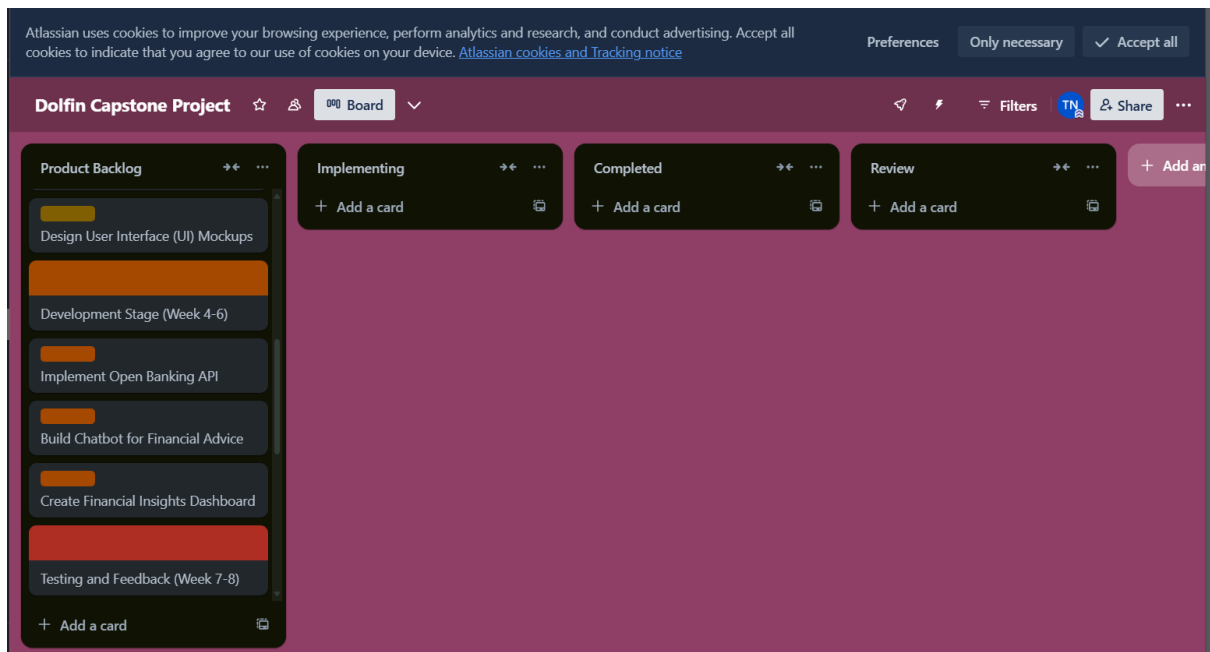 Atlassian uses cookies to improve your browsing experience, perform analytics and research, and conduct advertising. Accept all
cookies to indicate that you agree to our use of cookies on your device. Atlassian cookies and Tracking notice
Preferences
Only necessary
Accept all
Dolfin Capstone Project
Board
Filters
TN
Share
Product Backlog
Design User Interface (UI) Mockups
Development Stage (Week 4-6)
Implement Open Banking API
Build Chatbot for Financial Advice
Create Financial Insights Dashboard
Testing and Feedback (Week 7-8)
+ Add a card
Implementing
+ Add a card
Completed
+ Add a card
Review
+ Add a card
+ Add an